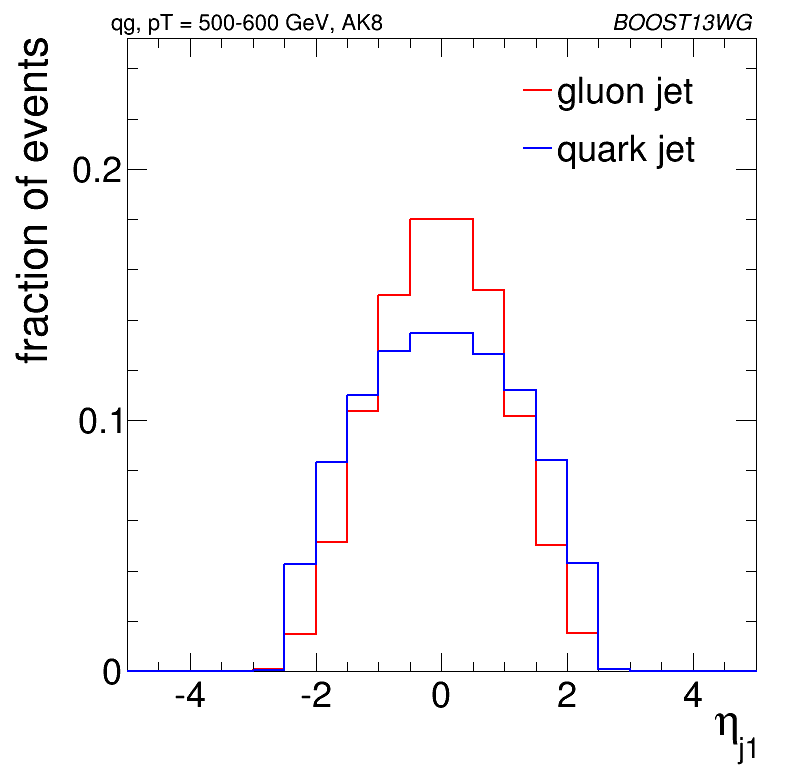 qg, pT = 500-600 GeV, AK8
BOOST13WG
fraction of events
gluon jet
quark jet
0.2
0.1
0
-4 -2 0 2 4
η_j1